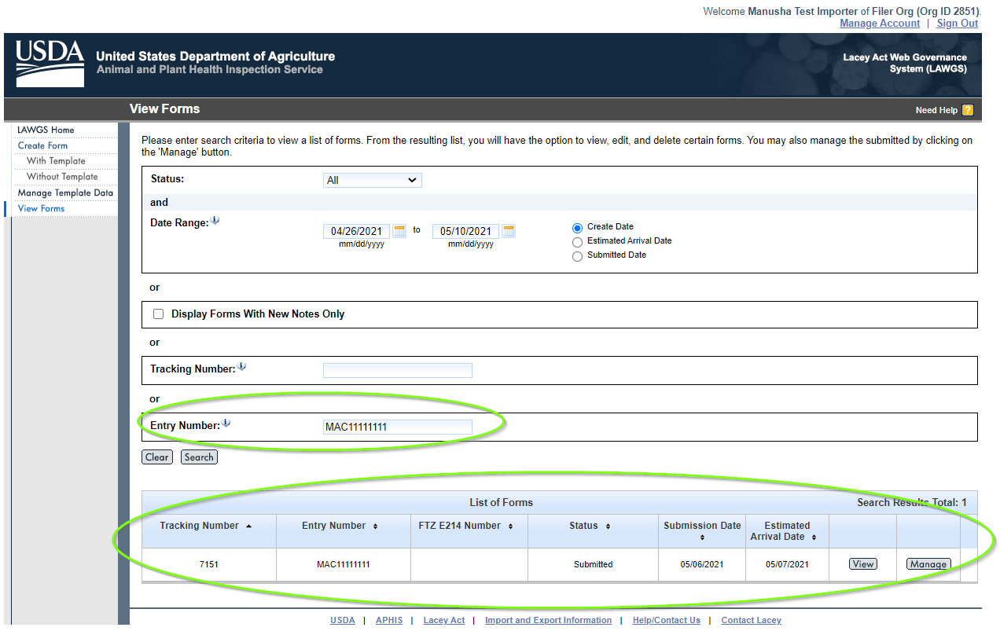 Welcome Manusha Test Importer of Filer Org (Org ID 2851).
Manage Account | Sign Out
USDA
United States Department of Agriculture
Animal and Plant Health Inspection Service
Lacey Act Web Governance
System (LAWGS)
View Forms
Need Help ?
LAWGS Home
Create Form
With Template
Without Template
Manage Template Data
View Forms
Please enter search criteria to view a list of forms. From the resulting list, you will have the option to view, edit, and delete certain forms. You may also manage the submitted by clicking on
the 'Manage' button.
Status: All
and
Date Range: 04/26/2021 to 05/10/2021
mm/dd/yyyy mm/dd/yyyy
Create Date
Estimated Arrival Date
Submitted Date
or
Display Forms With New Notes Only
or
Tracking Number:
or
Entry Number: MAC11111111
Clear Search
List of Forms Search Results Total: 1
Tracking Number Entry Number FTZ E214 Number Status Submission Date Estimated
Arrival Date
7151 MAC11111111 Submitted 05/06/2021 05/07/2021 View Manage
USDA | APHIS | Lacey Act | Import and Export Information | Help/Contact Us | Contact Lacey